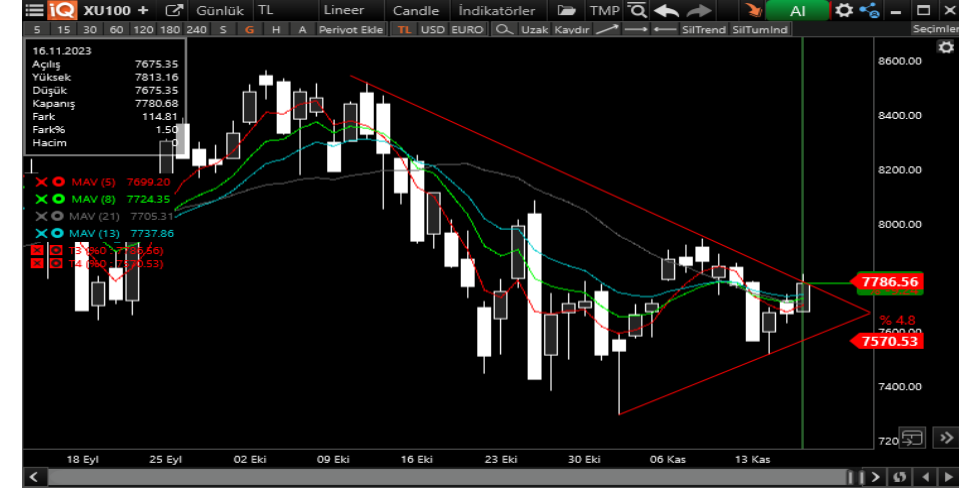 iQ XU100 + Günlük TL Lineer Candle İndikatörler TMP AI
5 15 30 60 120 180 240 S G H A Periyot Ekle TL USD EURO Uzak Kaydır SilTrend SilTumInd Seçimler
16.11.2023
Açılış 7675.35
Yüksek 7813.16
Düşük 7675.35
Kapanış 7780.68
Fark 114.81
Fark% 1.50
Hacim 0
MAV (5) 7699.20
MAV (8) 7724.35
MAV (21) 7705.31
MAV (13) 7737.86
8600.00
8400.00
8200.00
8000.00
7786.56
% 4.8
7600.00
7570.53
7400.00
720
18 Eyl 25 Eyl 02 Eki 09 Eki 16 Eki 23 Eki 30 Eki 06 Kas 13 Kas